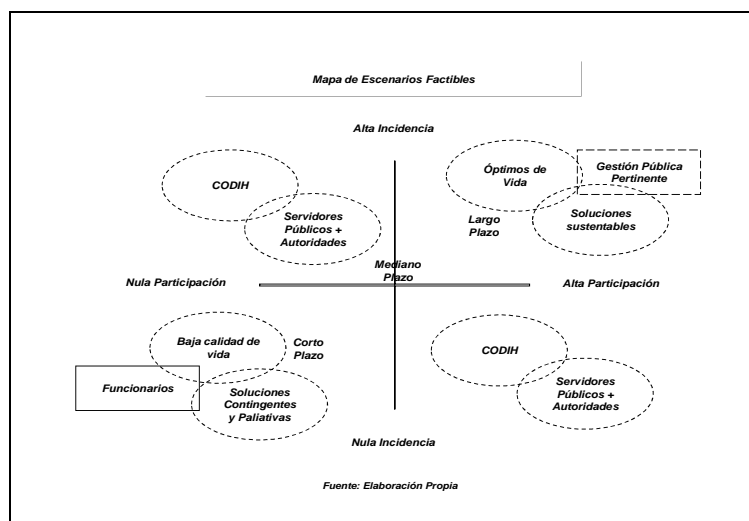 Mapa de Escenarios Factibles
Alta Incidencia
CODIH
Servidores
Públicos +
Autoridades
Óptimos de
Vida
Gestión Pública
Pertinente
Largo
Plazo
Soluciones
sustentables
Nula Participación
Mediano
Plazo
Alta Participación
Baja calidad de
vida
Corto
Plazo
Funcionarios
Soluciones
Contingentes
y Paliativas
CODIH
Servidores
Públicos +
Autoridades
Nula Incidencia
Fuente: Elaboración Propia